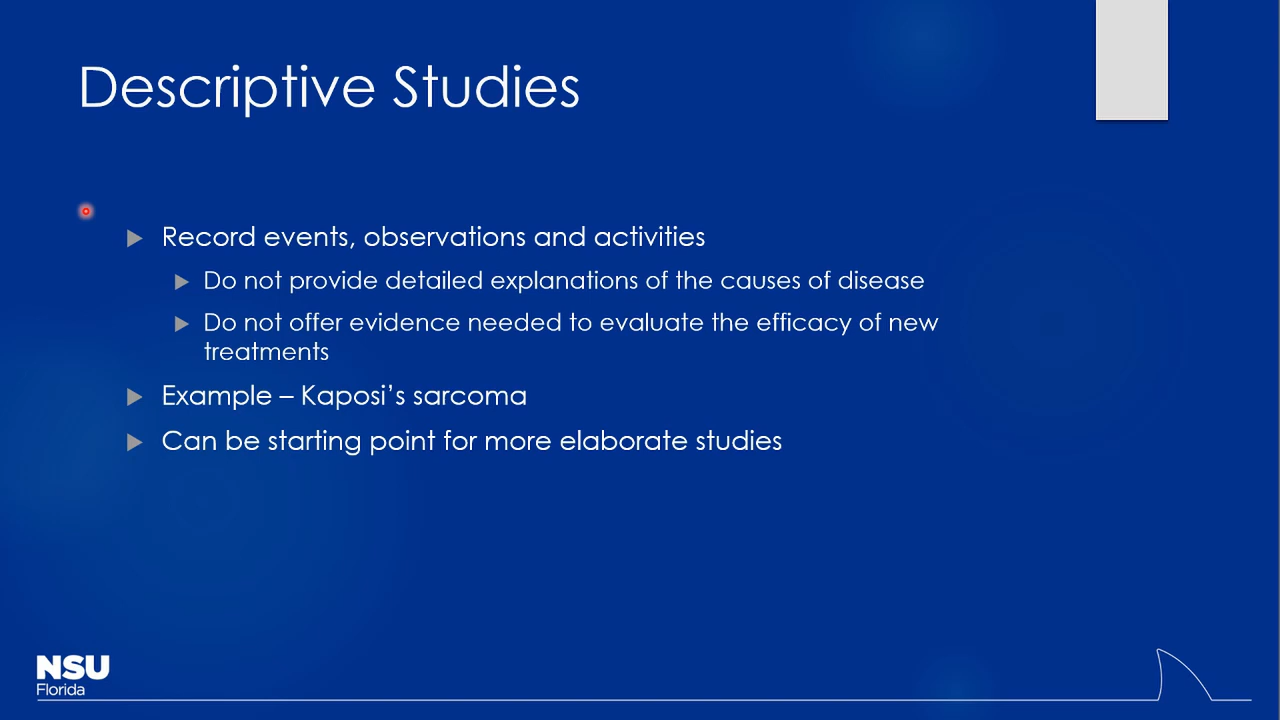 Descriptive Studies
Record events, observations and activities
Do not provide detailed explanations of the causes of disease
Do not offer evidence needed to evaluate the efficacy of new
treatments
Example – Kaposi’s sarcoma
Can be starting point for more elaborate studies
NSU
Florida